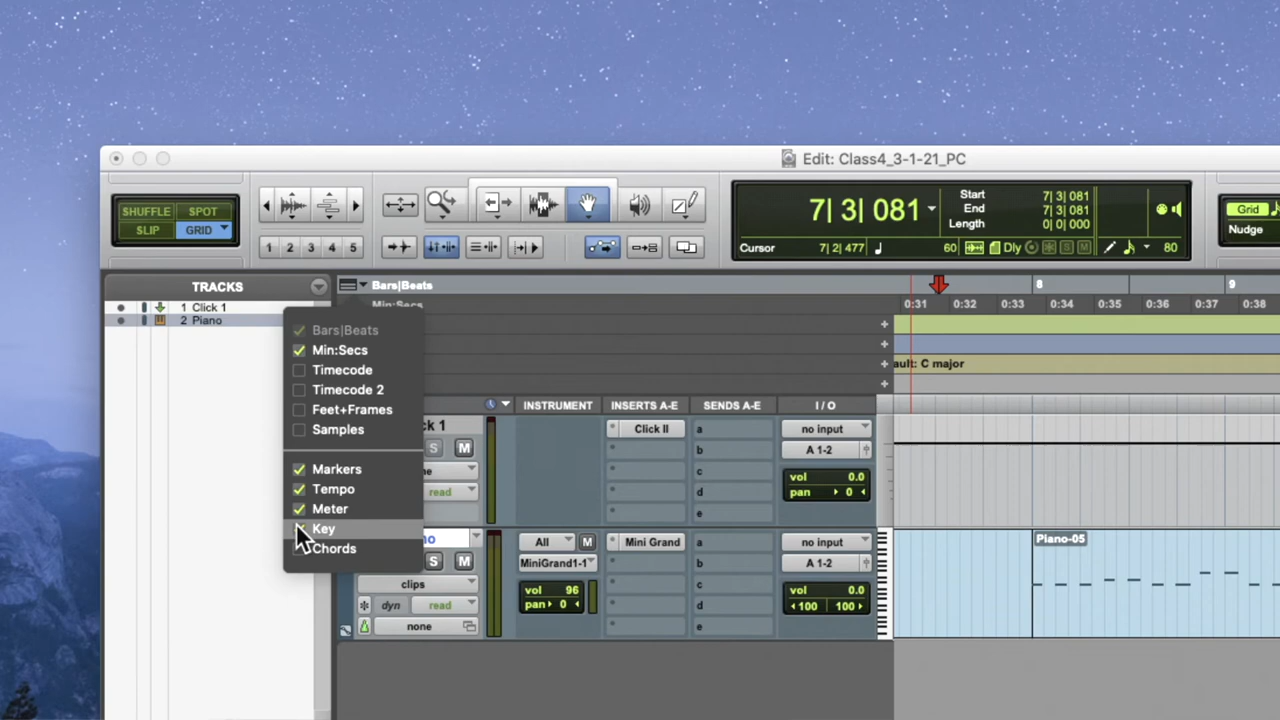 Edit: Class4_3-1-21_PC
SHUFFLE SPOT
SLIP GRID
1 2 3 4 5
7| 3| 081
Start 7| 3| 081
End 7| 3| 081
Length 0| 0| 000
Cursor 7| 2| 477 60 Dly S M 80
Grid
Nudge
TRACKS
1 Click 1
2 Piano
Bars|Beats
8 9
Min:Secs
0:31 0:32 0:33 0:34 0:35 0:36 0:37 0:38
ault: C major
Bars|Beats
Min:Secs
Timecode
Timecode 2
Feet+Frames
Samples
Markers
Tempo
Meter
Key
Chords
INSTRUMENT INSERTS A-E SENDS A-E I / O
ck 1
S M
ne
read
Click II
a
b
c
d
e
no input
A 1-2
vol 0.0
pan 0
no
S M
clips
dyn read
none
All M
MiniGrand1-1
vol 96
pan 0
Mini Grand
a
b
c
d
e
no input
A 1-2
vol 0.0
100 100
Piano-05